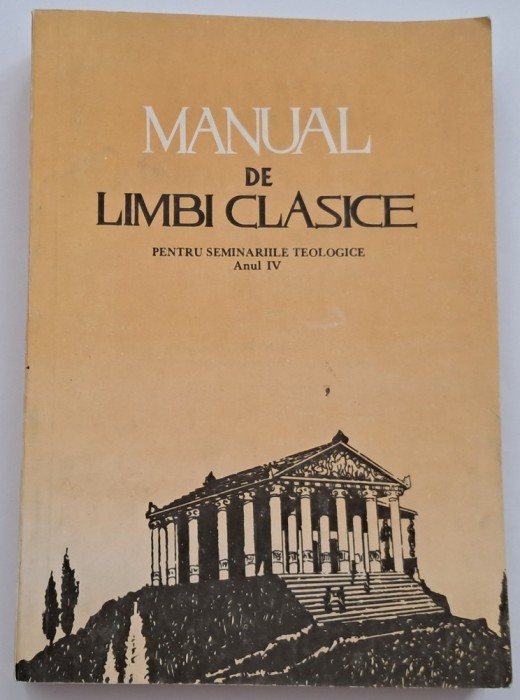 MANUAL
DE
LIMBI CLASICE
PENTRU SEMINARIILE TEOLOGICE
Anul IV